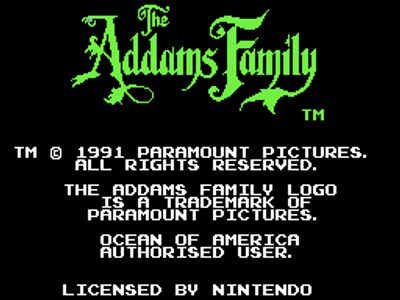 The
Addams Family
TM
TM © 1991 PARAMOUNT PICTURES.
ALL RIGHTS RESERVED.
THE ADDAMS FAMILY LOGO
IS A TRADEMARK OF
PARAMOUNT PICTURES.
OCEAN OF AMERICA
AUTHORISED USER.
LICENSED BY NINTENDO